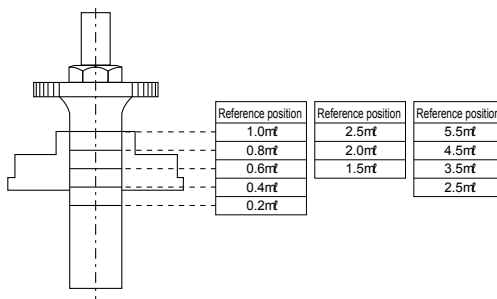 Reference position Reference position Reference position
1.0mℓ 2.5mℓ 5.5mℓ
0.8mℓ 2.0mℓ 4.5mℓ
0.6mℓ 1.5mℓ 3.5mℓ
0.4mℓ 2.5mℓ
0.2mℓ